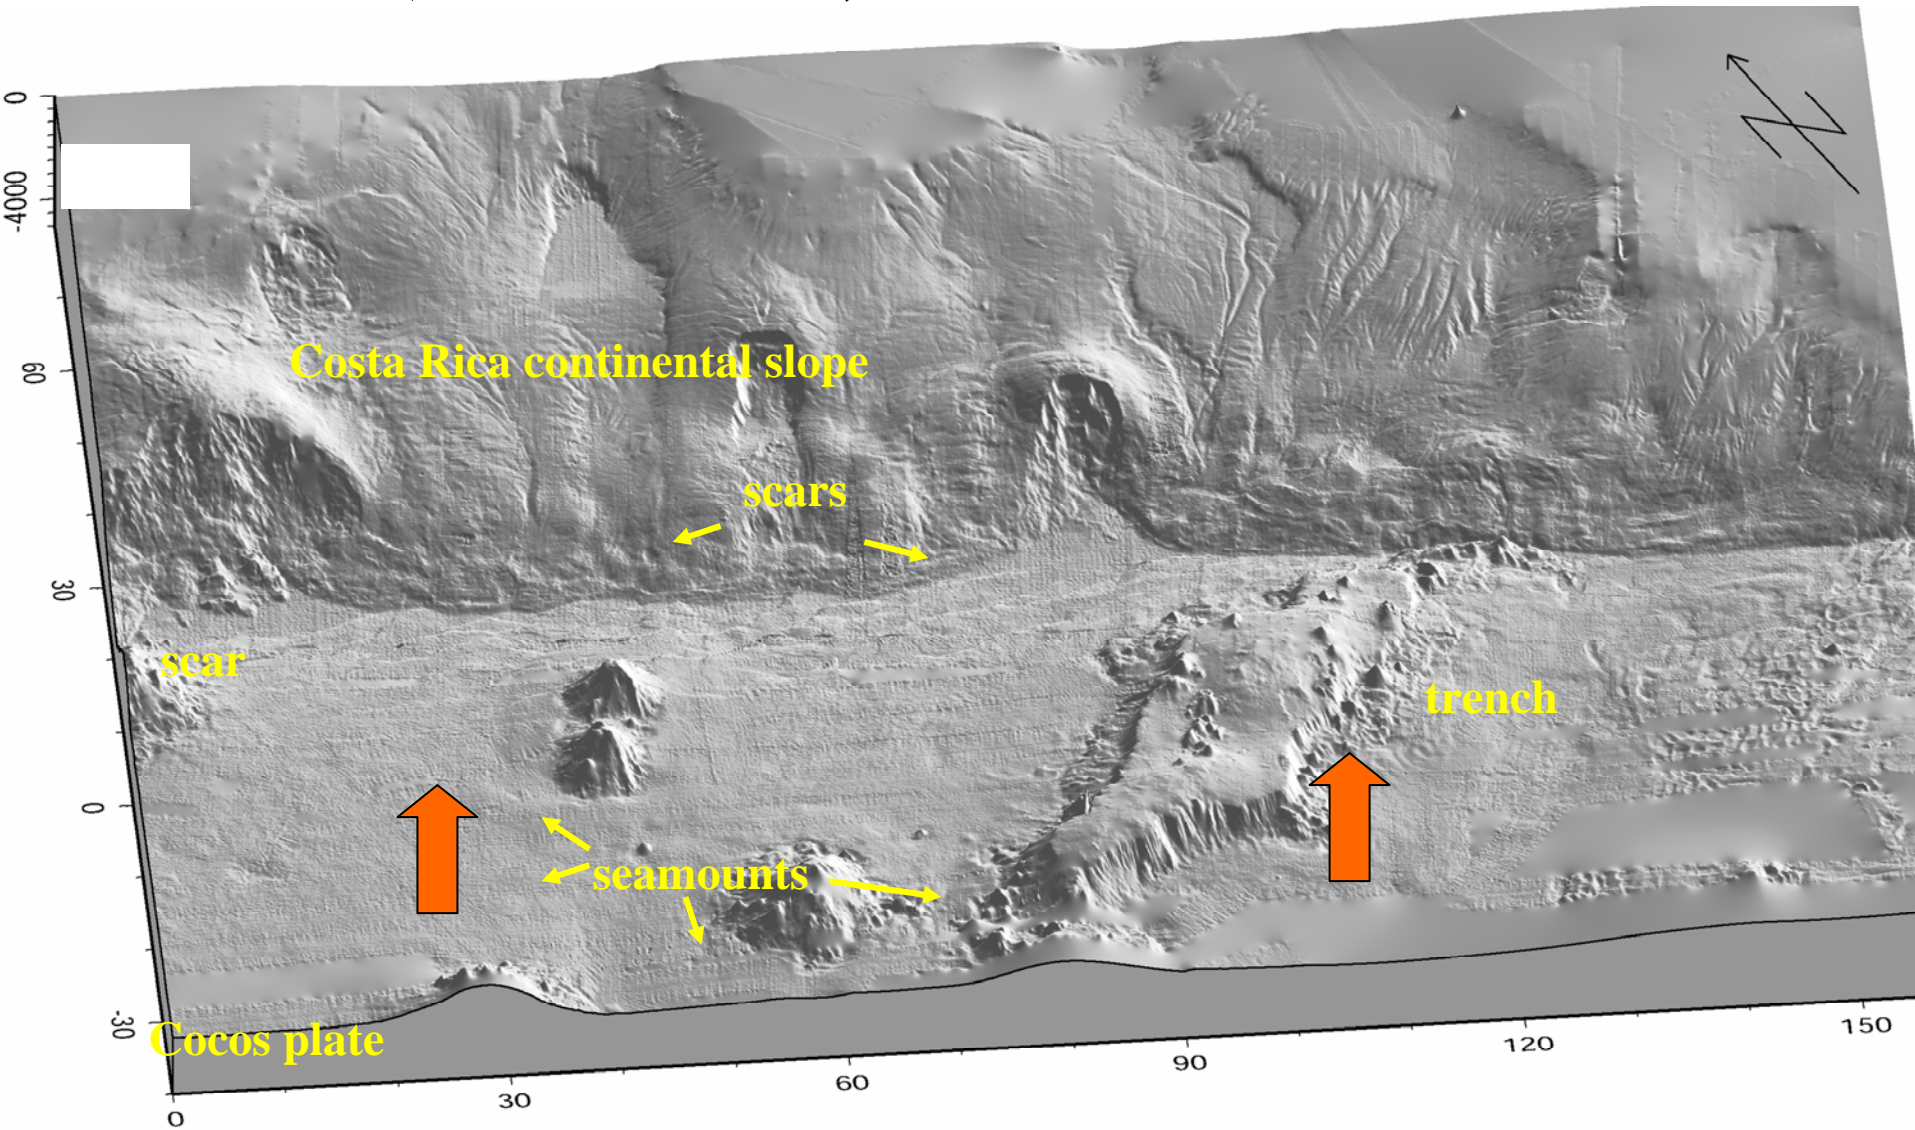 0
-4000
60
30
0
-30
Costa Rica continental slope
scars
scar
trench
seamounts
Cocos plate
0
30
60
90
120
150
N